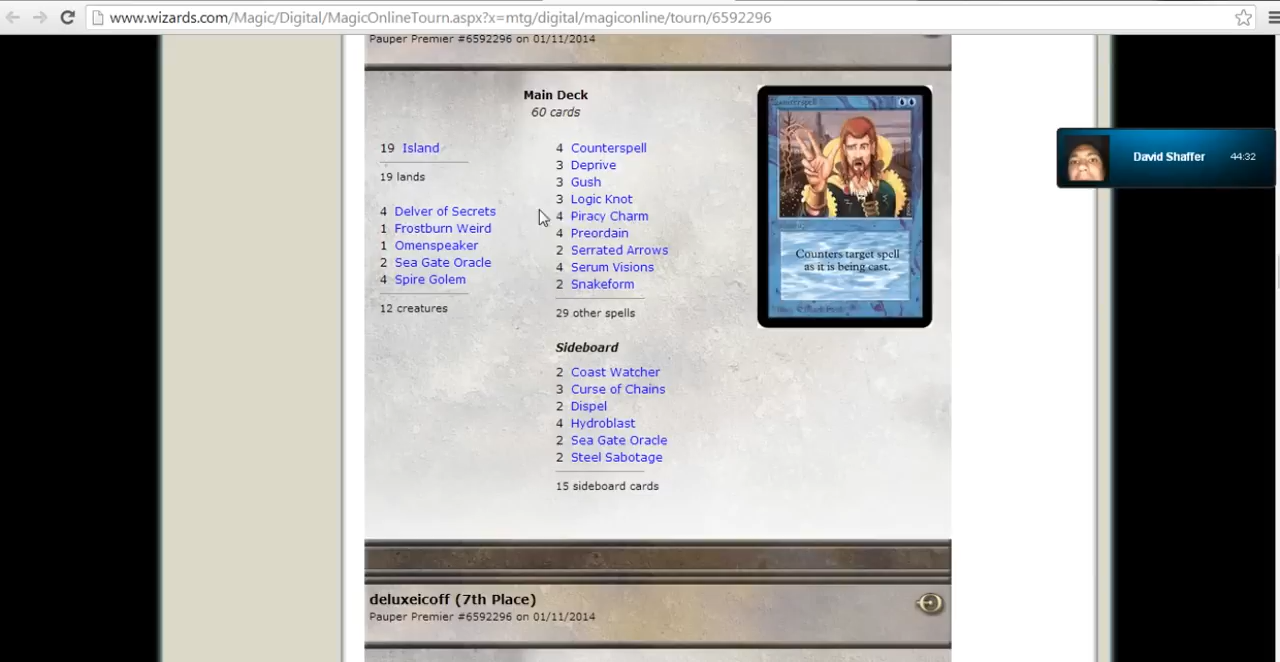 www.wizards.com/Magic/Digital/MagicOnlineTourn.aspx?x=mtg/digital/magiconline/tourn/6592296
Pauper Premier #6592296 on 01/11/2014
Main Deck
60 cards
19 Island
19 lands
4 Delver of Secrets
1 Frostburn Weird
1 Omenspeaker
2 Sea Gate Oracle
4 Spire Golem
12 creatures
4 Counterspell
3 Deprive
3 Gush
3 Logic Knot
4 Piracy Charm
4 Preordain
2 Serrated Arrows
4 Serum Visions
2 Snakeform
29 other spells
Sideboard
2 Coast Watcher
3 Curse of Chains
2 Dispel
4 Hydroblast
2 Sea Gate Oracle
2 Steel Sabotage
15 sideboard cards
Counterspell
Counters target spell
as it is being cast.
David Shaffer 44:32
deluxeicoff (7th Place)
Pauper Premier #6592296 on 01/11/2014